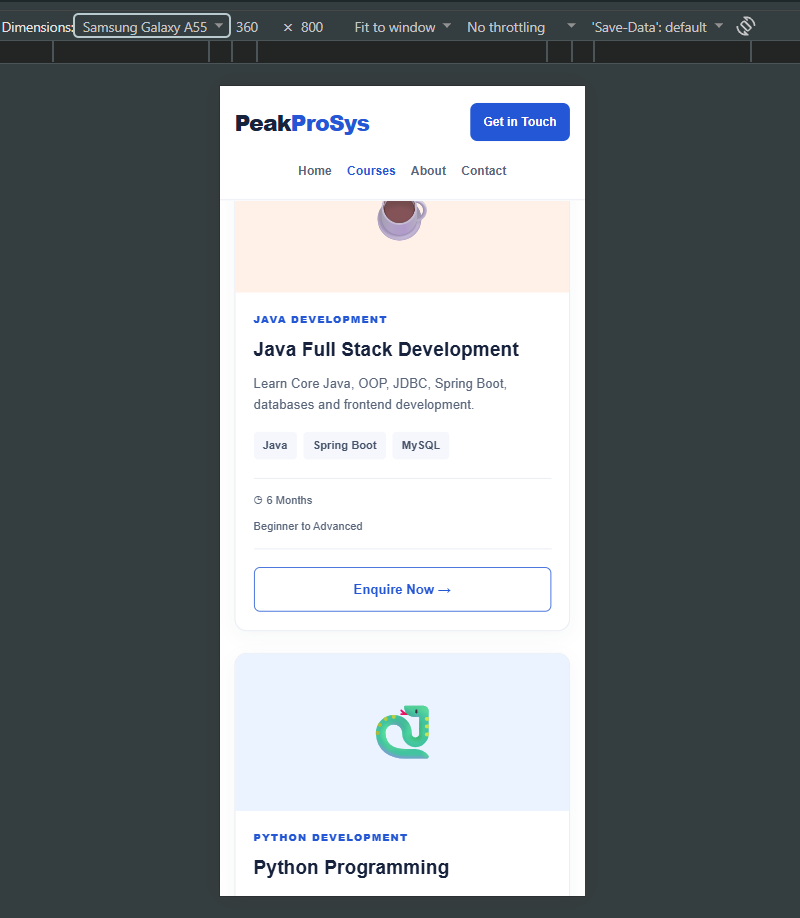 Dimensions: Samsung Galaxy A55 360 × 800 Fit to window No throttling 'Save-Data': default
PeakProSys
Get in Touch
Home Courses About Contact
JAVA DEVELOPMENT
Java Full Stack Development
Learn Core Java, OOP, JDBC, Spring Boot,
databases and frontend development.
Java Spring Boot MySQL
6 Months
Beginner to Advanced
Enquire Now →
PYTHON DEVELOPMENT
Python Programming